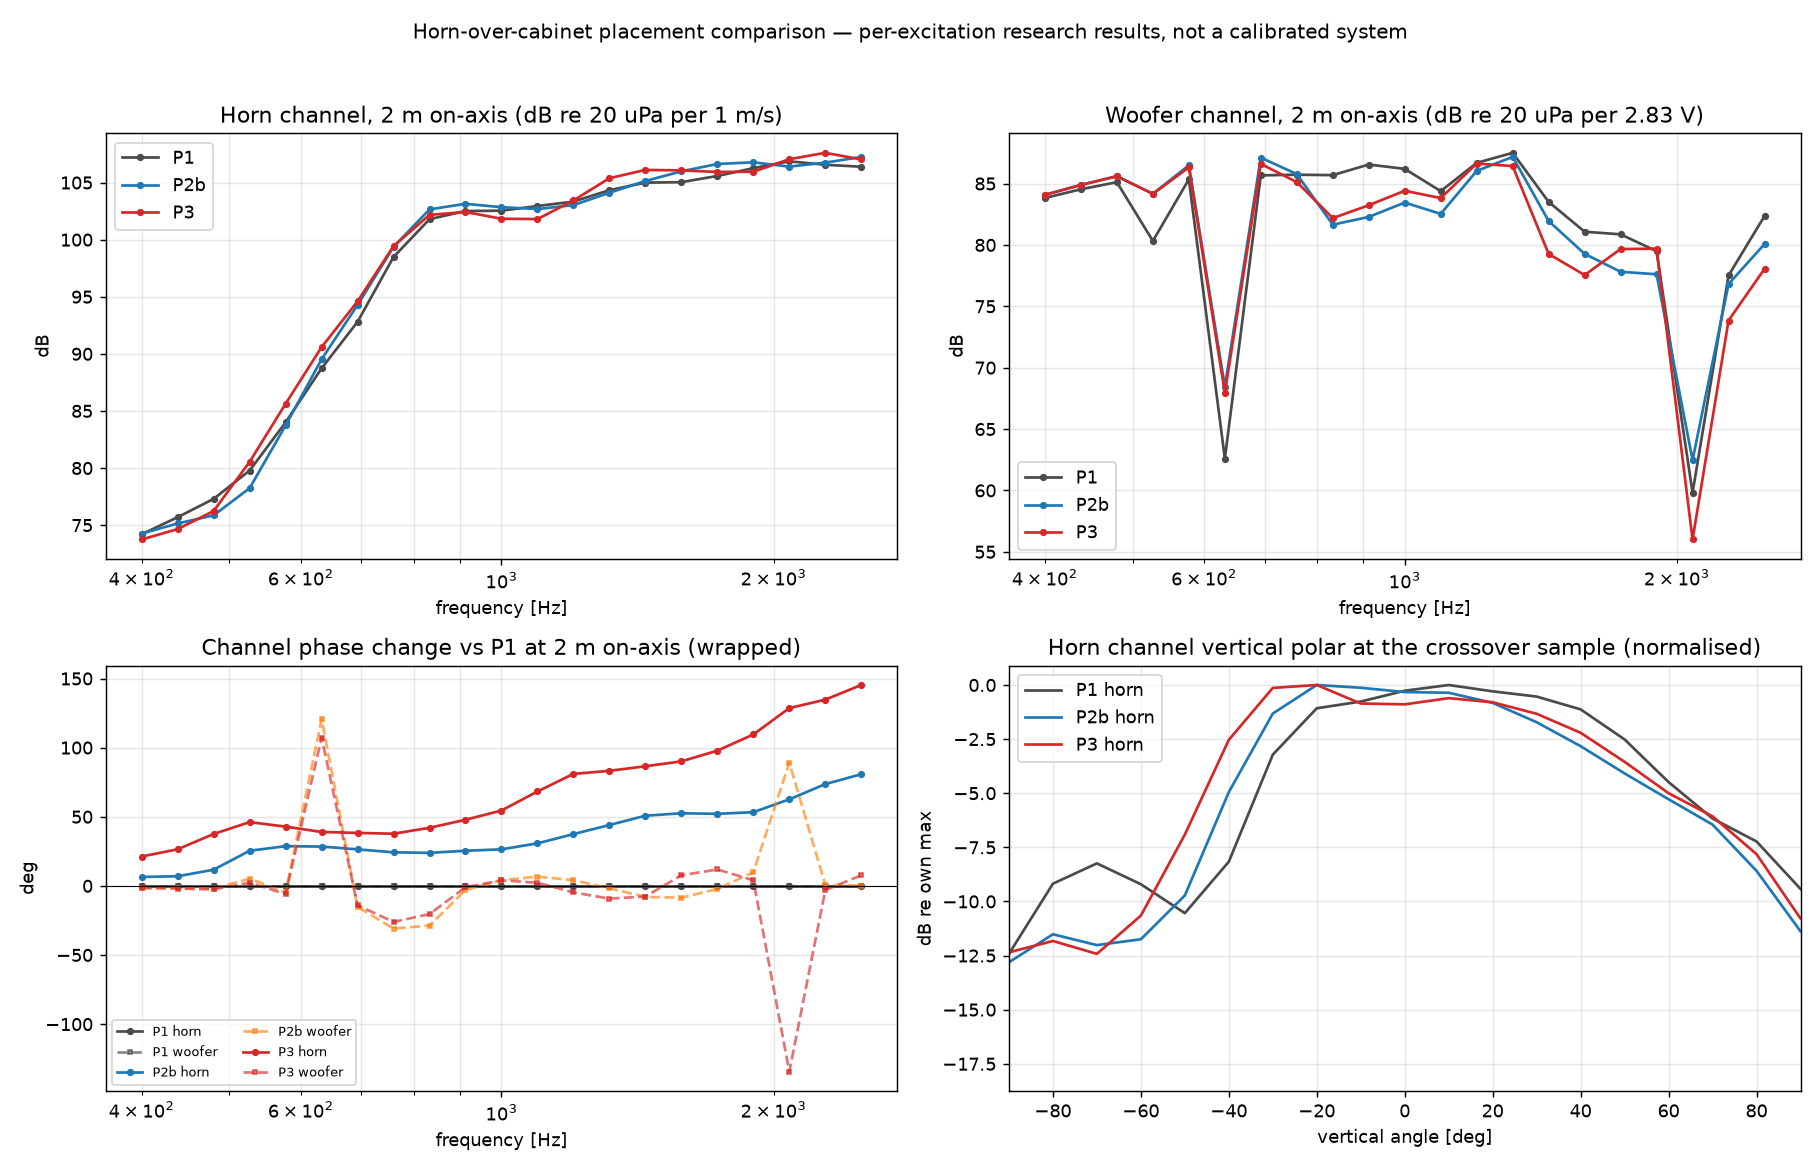 Horn-over-cabinet placement comparison — per-excitation research results, not a calibrated system
Horn channel, 2 m on-axis (dB re 20 uPa per 1 m/s)
105
100
95
90
85
80
75
dB
P1
P2b
P3
4 × 10²
6 × 10²
10³
2 × 10³
frequency [Hz]
Woofer channel, 2 m on-axis (dB re 20 uPa per 2.83 V)
85
80
75
70
65
60
55
dB
P1
P2b
P3
4 × 10²
6 × 10²
10³
2 × 10³
frequency [Hz]
Channel phase change vs P1 at 2 m on-axis (wrapped)
150
100
50
0
−50
−100
deg
P1 horn
P1 woofer
P2b horn
P2b woofer
P3 horn
P3 woofer
4 × 10²
6 × 10²
10³
2 × 10³
frequency [Hz]
Horn channel vertical polar at the crossover sample (normalised)
0.0
−2.5
−5.0
−7.5
−10.0
−12.5
−15.0
−17.5
dB re own max
P1 horn
P2b horn
P3 horn
−80
−60
−40
−20
0
20
40
60
80
vertical angle [deg]